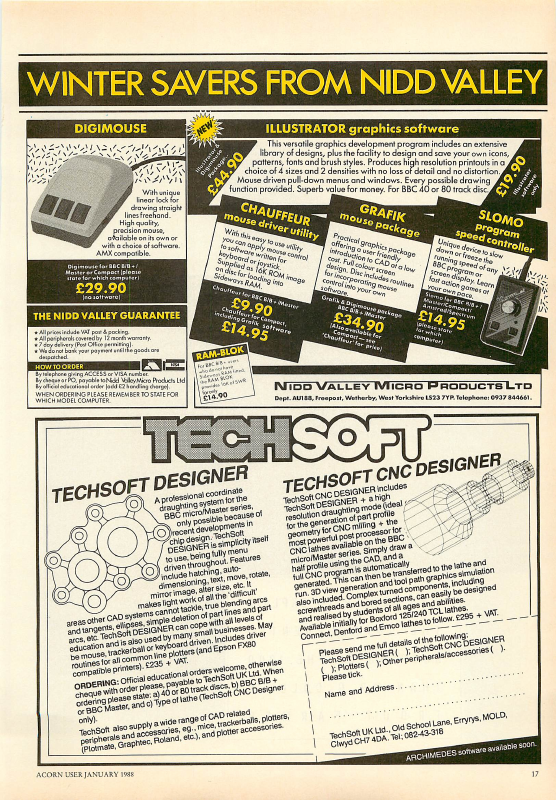 WINTER SAVERS FROM NIDD VALLEY
DIGIMOUSE
With unique
linear lock for
drawing straight
lines freehand.
High quality,
precision mouse,
available on its own or
with a choice of software.
AMX compatible.
Digimouse for BBC B/B+/
Master or Compact (please
state for which computer)
£29.90
(no software)
THE NIDD VALLEY GUARANTEE
All prices include VAT post & packing.
All peripherals covered by 12 month warranty.
7 day delivery (Post Office permitting).
We do not bank your payment until the goods are
despatched.
HOW TO ORDER
VISA
By telephone giving ACCESS or VISA number.
By cheque or PO, payable to Nidd Valley Micro Products Ltd
By official educational order (add £2 handling charge).
WHEN ORDERING PLEASE REMEMBER TO STATE FOR
WHICH MODEL COMPUTER.
NEW
Illustrator &
Digimouse
Package
£44.90
ILLUSTRATOR graphics software
This versatile graphics development program includes an extensive
library of designs, plus the facility to design and save your own icons,
patterns, fonts and brush styles. Produces high resolution printouts in a
choice of 4 sizes and 2 densities with no loss of detail and no distortion.
Mouse driven pull-down menus and windows. Every possible drawing
function provided. Superb value for money. For BBC 40 or 80 track disc.
£19.90
Illustrator
software
only
CHAUFFEUR
mouse driver utility
With this easy to use utility
you can apply mouse control
to software written for
keyboard or joystick.
Supplied as 16K ROM image
on disc for loading into
Sideways RAM.
Chauffeur for BBC B/B+/Master
£9.90
Chauffeur for Compact,
including Grafik software
£14.95
GRAFIK
mouse package
Practical graphics package
offering a user friendly
introduction to CAD at a low
cost. Full colour screen
design. Disc includes routines
for incorporating mouse
control into your own
software.
Grafik & Digimouse package
BBC B/B+/Master
£34.90
(Also available for
Compact — see
'Chauffeur' for price)
SLOMO
program
speed controller
Unique device to slow
down or freeze the
running speed of any
BBC program or
screen display. Learn
fast action games at
your own pace.
Slomo for BBC B/B+/
Master/Compact/
Amstrad/Spectrum
£14.95
(please state
for which
computer)
RAM-BLOK
For BBC B/B+ users
who do not have
Sideways RAM fitted,
the RAM-BLOK
provides 16K of SWR
£14.90
NIDD VALLEY MICRO PRODUCTS LTD
Dept. AU188, Freepost, Wetherby, West Yorkshire LS23 7YP. Telephone: 0937 844661.
TECHSOFT
TECHSOFT DESIGNER
A professional coordinate
draughting system for the
BBC micro/Master series,
only possible because of
recent developments in
chip design. TechSoft
DESIGNER is simplicity itself
to use, being fully menu
driven throughout. Features
include hatching, auto-
dimensioning, text, move, rotate,
mirror image, alter size, etc. It
makes light work of all the 'difficult'
areas other CAD systems cannot tackle, true blending arcs
and tangents, ellipses, simple deletion of part lines and part
arcs, etc. TechSoft DESIGNER can cope with all levels of
education and is also used by many small businesses. May
be mouse, trackerball or keyboard driven. Includes driver
routines for all common line plotters (and Epson FX80
compatible printers). £235 + VAT.
ORDERING: Official educational orders welcome, otherwise
cheque with order please, payable to TechSoft UK Ltd. When
ordering please state: a) 40 or 80 track discs, b) BBC B/B+
or BBC Master, and c) Type of lathe (TechSoft CNC Designer
only).
TechSoft also supply a wide range of CAD related
peripherals and accessories, eg., mice, trackerballs, plotters,
(Plotmate, Graphtec, Roland, etc.), and plotter accessories.
TECHSOFT CNC DESIGNER
TechSoft CNC DESIGNER includes
TechSoft DESIGNER + a high
resolution draughting mode (ideal
for the generation of part profile
geometry for CNC milling + the
most powerful post processor for
CNC lathes available on the BBC
micro/Master series. Simply draw a
half profile using the CAD, and a
full CNC program is automatically
generated. This can then be transferred to the lathe and
run. 3D view generation and tool path graphics simulation
also included. Complex turned components, including
screwthreads and bored sections, can easily be designed
and realised by students of all ages and abilities.
Available initially for Boxford 125/240 TCL lathes.
Connect, Denford and Emco lathes to follow. £295 + VAT.
Please send me full details of the following:
TechSoft DESIGNER ( ); TechSoft CNC DESIGNER
( ); Plotters ( ); Other peripherals/accessories ( ).
Please tick.
Name and Address
TechSoft UK Ltd., Old School Lane, Erryrys, MOLD,
Clwyd CH7 4DA. Tel; 082-43-318
ARCHIMEDES software available soon.
ACORN USER JANUARY 1988
17